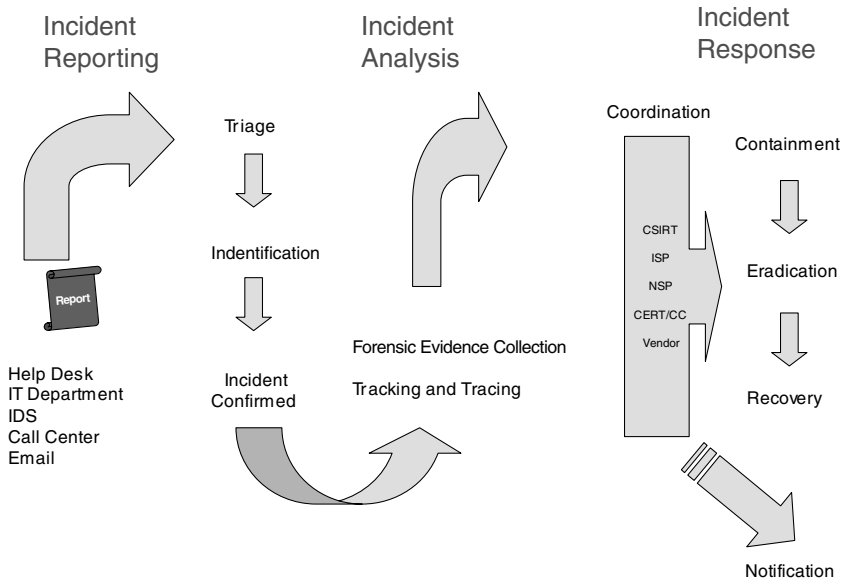 Incident
Reporting
Incident
Analysis
Incident
Response
Triage
Indentification
Incident
Confirmed
Report
Help Desk
IT Department
IDS
Call Center
Email
Forensic Evidence Collection
Tracking and Tracing
Coordination
CSIRT
ISP
NSP
CERT/CC
Vendor
Containment
Eradication
Recovery
Notification